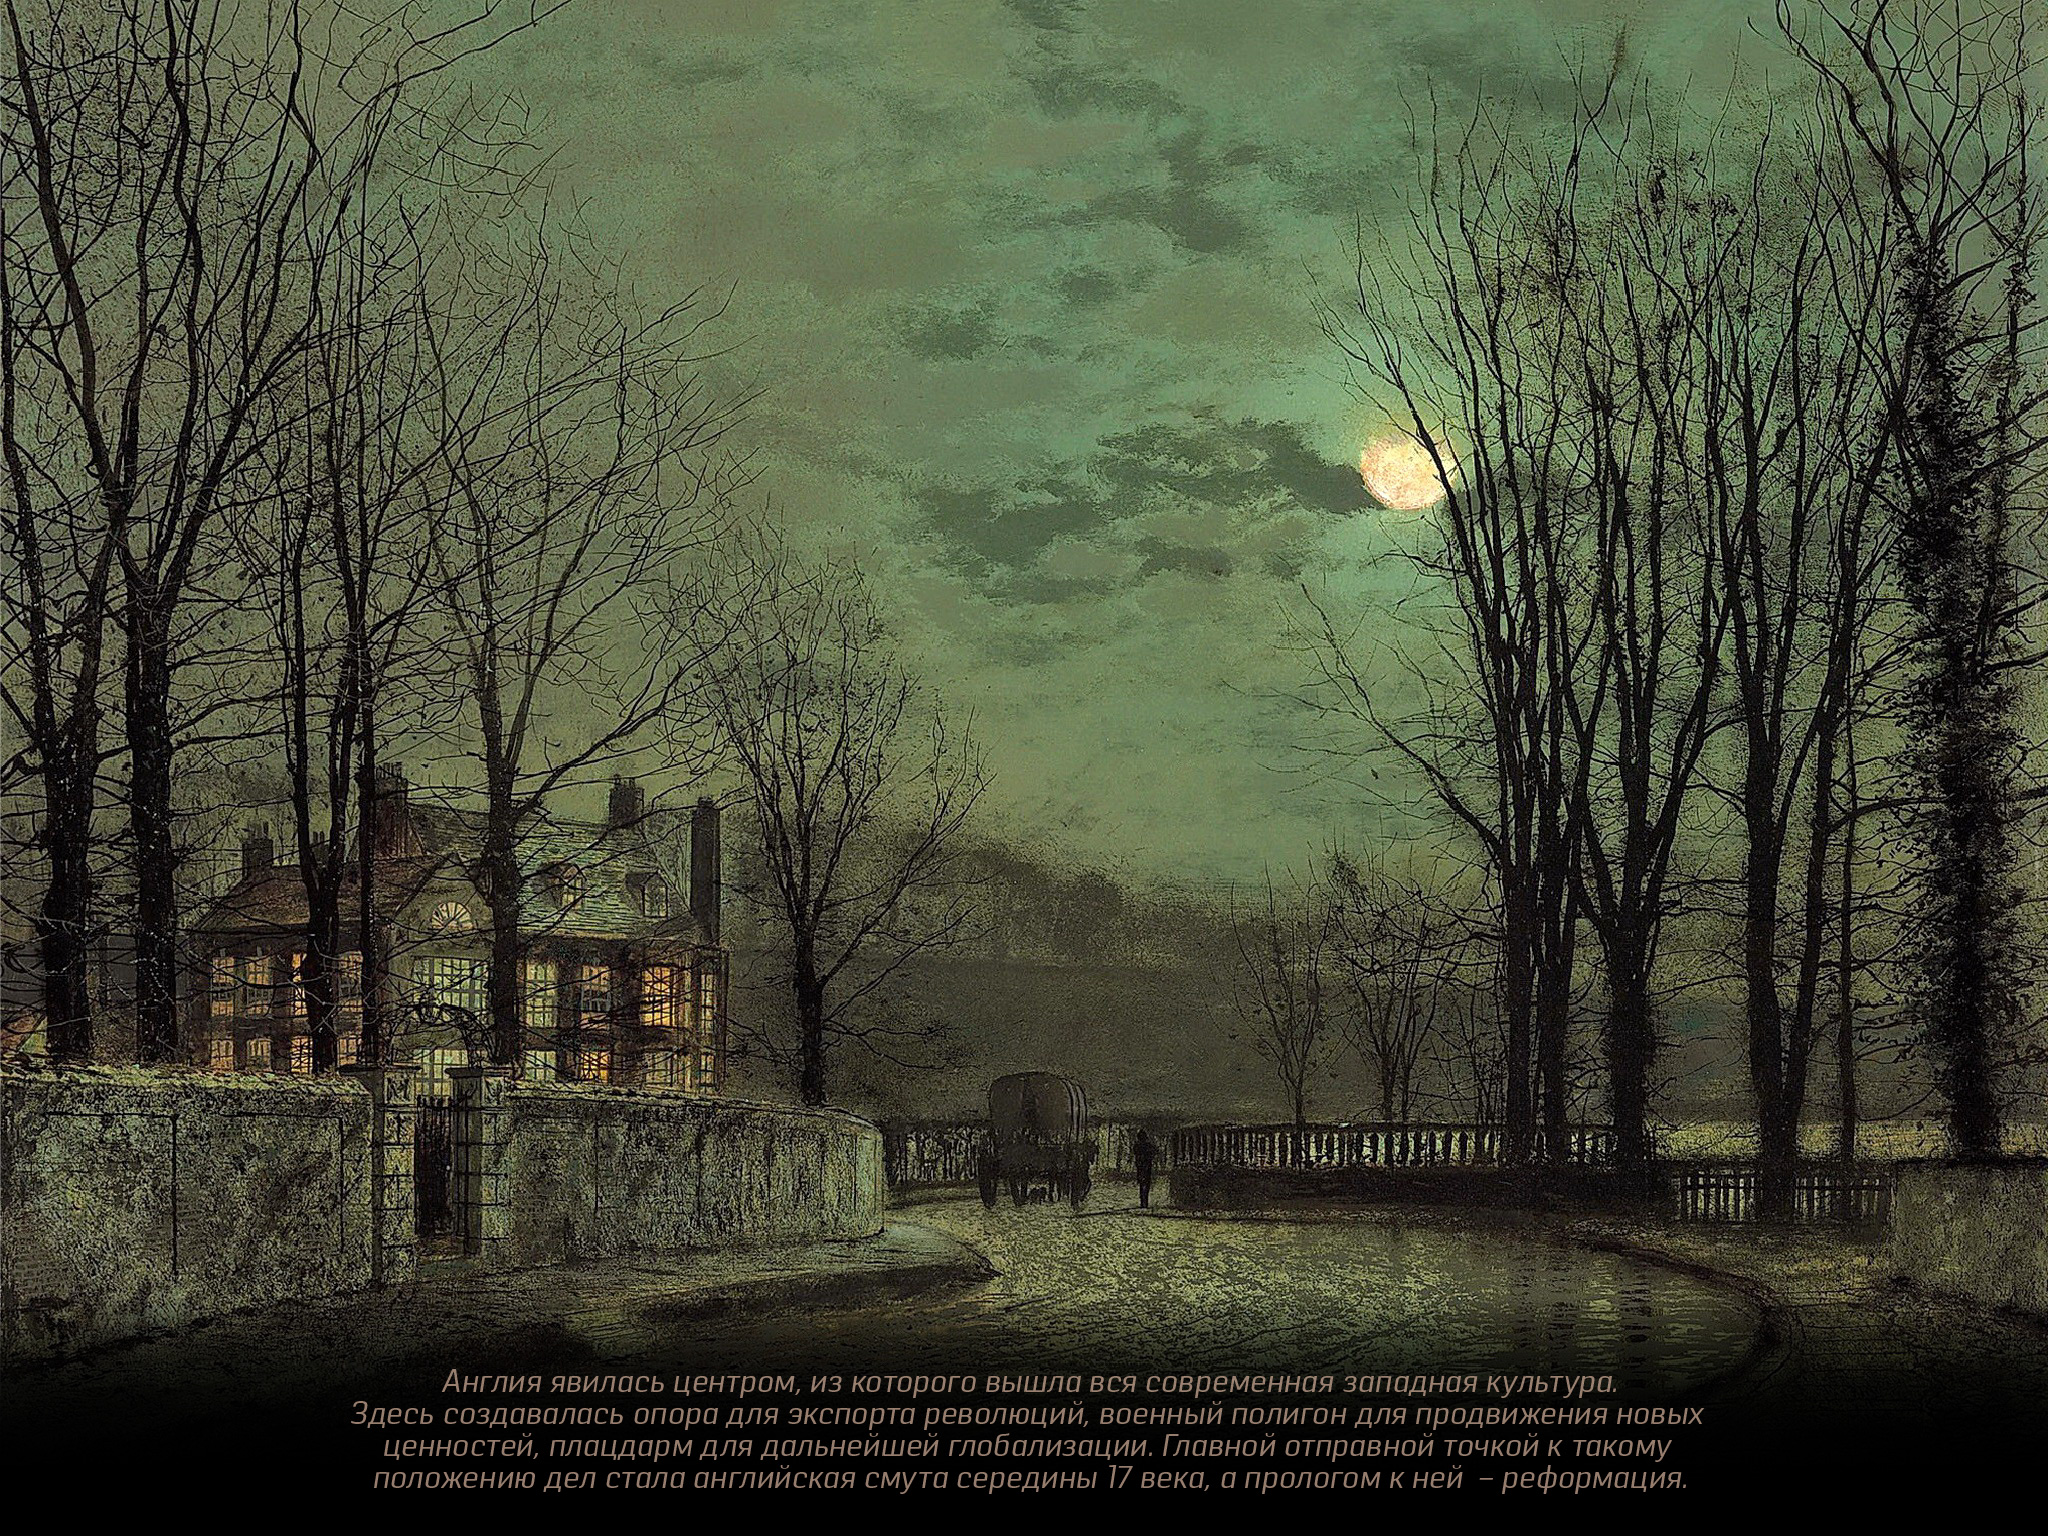 Англия явилась центром, из которого вышла вся современная западная культура.
Здесь создавалась опора для экспорта революций, военный полигон для продвижения новых
ценностей, плацдарм для дальнейшей глобализации. Главной отправной точкой к такому
положению дел стала английская смута середины 17 века, а прологом к ней – реформация.